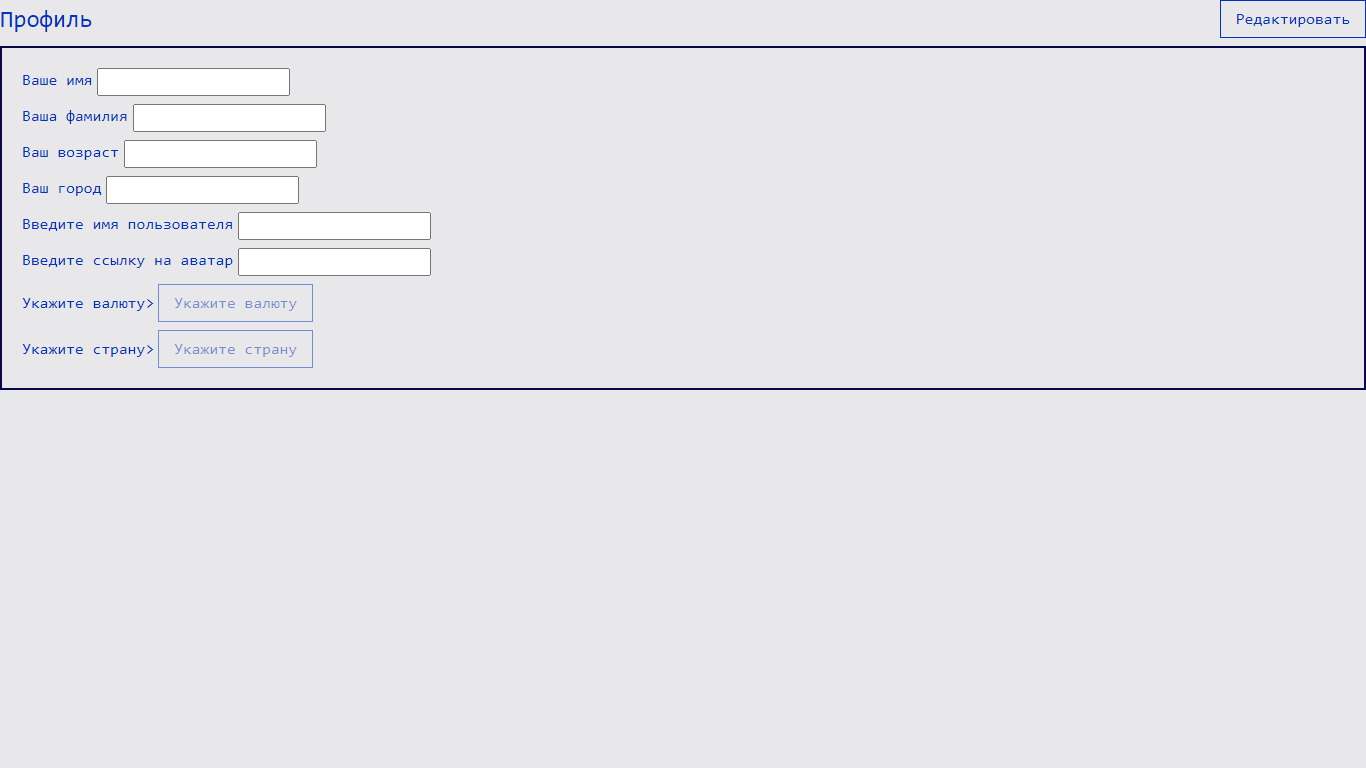 Профиль Редактировать
Ваше имя
Ваша фамилия
Ваш возраст
Ваш город
Введите имя пользователя
Введите ссылку на аватар
Укажите валюту> Укажите валюту
Укажите страну> Укажите страну